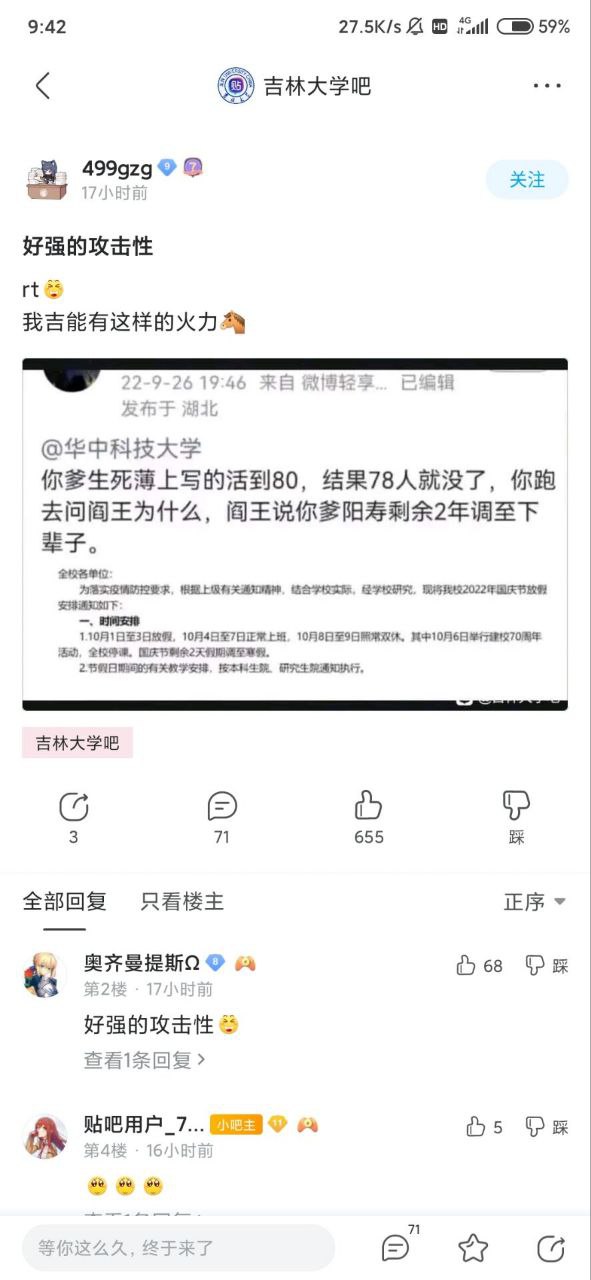 9:42
27.5K/s HD 4G 59%
吉林大学吧
499gzg 9 7
17小时前
关注
好强的攻击性
rt
我吉能有这样的火力
22-9-26 19:46 来自 微博轻享... 已编辑
发布于 湖北
@华中科技大学
你爹生死薄上写的活到80，结果78人就没了，你跑
去问阎王为什么，阎王说你爹阳寿剩余2年调至下
辈子。
全校各单位：
为落实疫情防控要求，根据上级有关通知精神，结合学校实际，经学校研究，现将我校2022年国庆节放假
安排通知如下：
一、时间安排
1.10月1日至3日放假，10月4日至7日正常上班，10月8日至9日照常双休。其中10月6日举行建校70周年
活动，全校停课。国庆节剩余2天假期调至寒假。
2.节假日期间的有关教学安排，按本科生院、研究生院通知执行。
吉林大学吧
3
71
655
踩
全部回复 只看楼主 正序
奥齐曼提斯Ω 8
68 踩
第2楼 · 17小时前
好强的攻击性
查看1条回复
贴吧用户_7... 小吧主 11
5 踩
第4楼 · 16小时前
等你这么久，终于来了
71